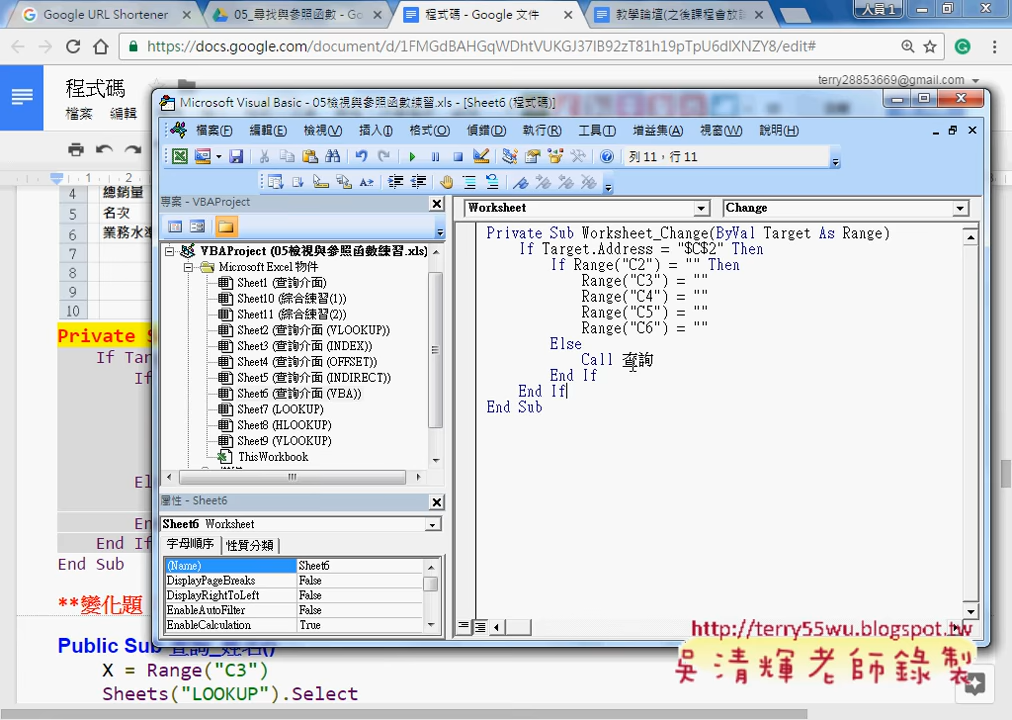 Google URL Shortener
05_尋找與參照函數 - Go
程式碼 - Google 文件
教學論壇(之後課程會放
人員1
https://docs.google.com/document/d/1FMGdBAHGqWDhtVUKGJ37IB92zT81h19pTpU6dIXNZY8/edit#
程式碼
terry28853669@gmail.com
檔案 編輯
Microsoft Visual Basic - 05檢視與參照函數練習.xls - [Sheet6 (程式碼)]
檔案(F) 編輯(E) 檢視(V) 插入(I) 格式(O) 偵錯(D) 執行(R) 工具(T) 增益集(A) 視窗(W) 說明(H)
列 11，行 11
專案 - VBAProject
VBAProject (05檢視與參照函數練習.xls)
Microsoft Excel 物件
Sheet1 (查詢介面)
Sheet10 (綜合練習(1))
Sheet11 (綜合練習(2))
Sheet2 (查詢介面 (VLOOKUP))
Sheet3 (查詢介面 (INDEX))
Sheet4 (查詢介面 (OFFSET))
Sheet5 (查詢介面 (INDIRECT))
Sheet6 (查詢介面 (VBA))
Sheet7 (LOOKUP)
Sheet8 (HLOOKUP)
Sheet9 (VLOOKUP)
ThisWorkbook
屬性 - Sheet6
Sheet6 Worksheet
字母順序 性質分類
(Name) Sheet6
DisplayPageBreaks False
DisplayRightToLeft False
EnableAutoFilter False
EnableCalculation True
Worksheet
Change
Private Sub Worksheet_Change(ByVal Target As Range)
If Target.Address = "$C$2" Then
If Range("C2") = "" Then
Range("C3") = ""
Range("C4") = ""
Range("C5") = ""
Range("C6") = ""
Else
Call 查詢
End If
End If
End Sub
1 2
4 總銷量
5 名次
6 業務水準
7
8
9
10
Private S
If Tar
If
El
En
End If
End Sub
**變化題
Public Sub 查詢_姓名()
X = Range("C3")
Sheets("LOOKUP").Select
http://terry55wu.blogspot.tw
吳清輝老師錄製